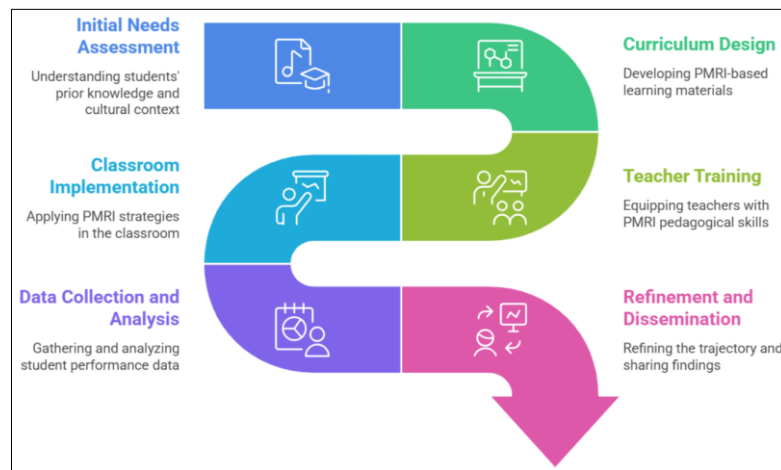 Initial Needs
Assessment
Understanding students'
prior knowledge and
cultural context
Curriculum Design
Developing PMRI-based
learning materials
Teacher Training
Equipping teachers with
PMRI pedagogical skills
Classroom
Implementation
Applying PMRI strategies
in the classroom
Data Collection and
Analysis
Gathering and analyzing
student performance data
Refinement and
Dissemination
Refining the trajectory and
sharing findings